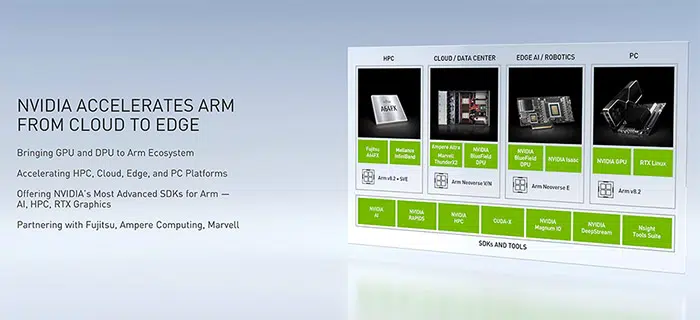 NVIDIA ACCELERATES ARM
FROM CLOUD TO EDGE
Bringing GPU and DPU to Arm Ecosystem
Accelerating HPC, Cloud, Edge, and PC Platforms
Offering NVIDIA's Most Advanced SDKs for Arm —
AI, HPC, RTX Graphics
Partnering with Fujitsu, Ampere Computing, Marvell
HPC
A64FX
Fujitsu
A64FX
Mellanox
InfiniBand
Arm v8.2 + SVE
CLOUD / DATA CENTER
Ampere Altra
Marvell
ThunderX2
NVIDIA
BlueField
DPU
Arm Neoverse V/N
EDGE AI / ROBOTICS
NVIDIA
BlueField
DPU
NVIDIA Isaac
Arm Neoverse E
PC
NVIDIA GPU
RTX Linux
Arm v8.2
NVIDIA
AI
NVIDIA
RAPIDS
NVIDIA
HPC
CUDA-X
NVIDIA
Magnum IO
NVIDIA
DeepStream
Nsight
Tools Suite
SDKs AND TOOLS